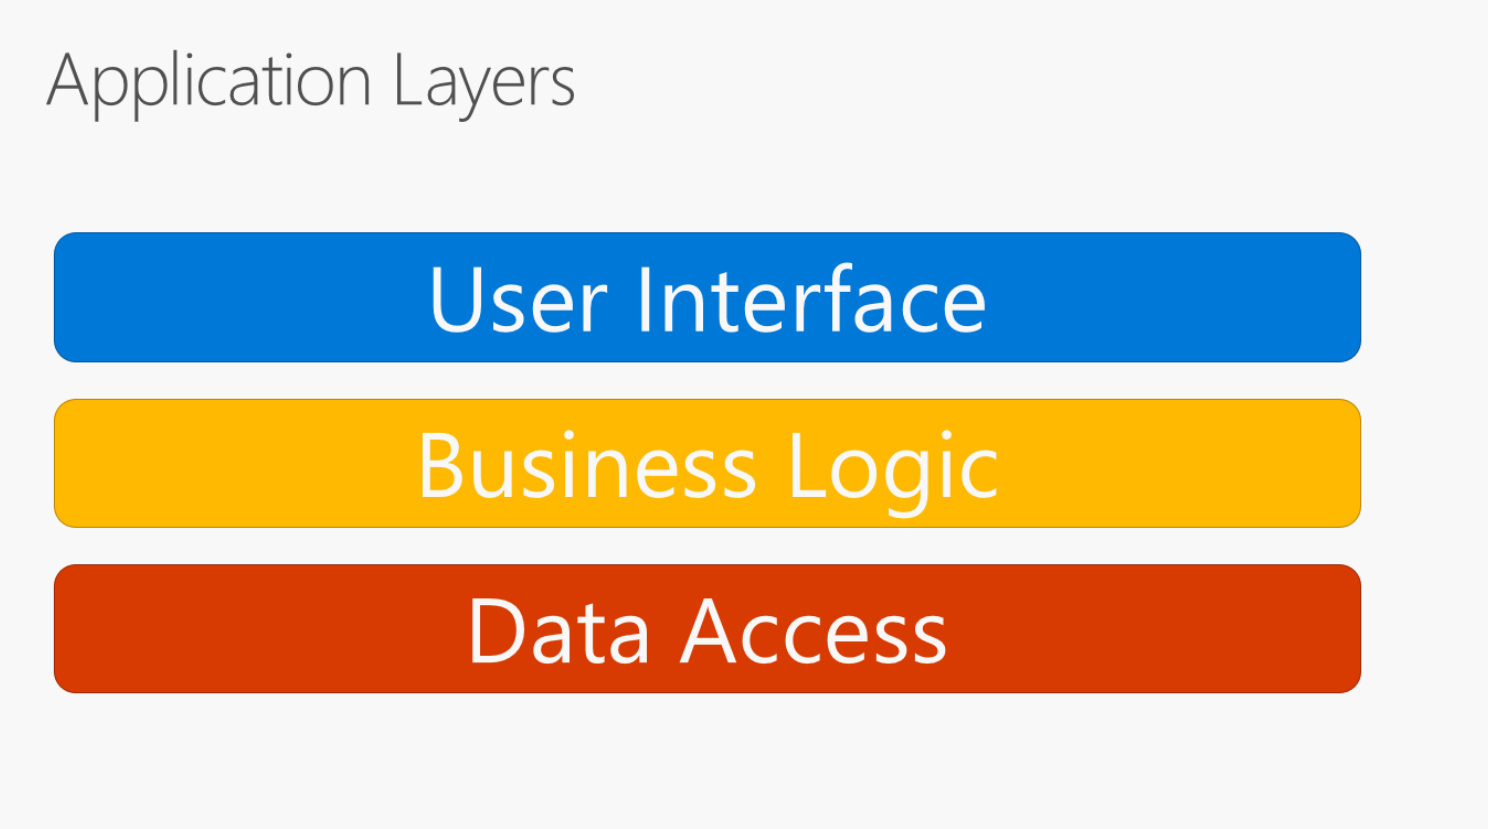 Application Layers
User Interface
Business Logic
Data Access